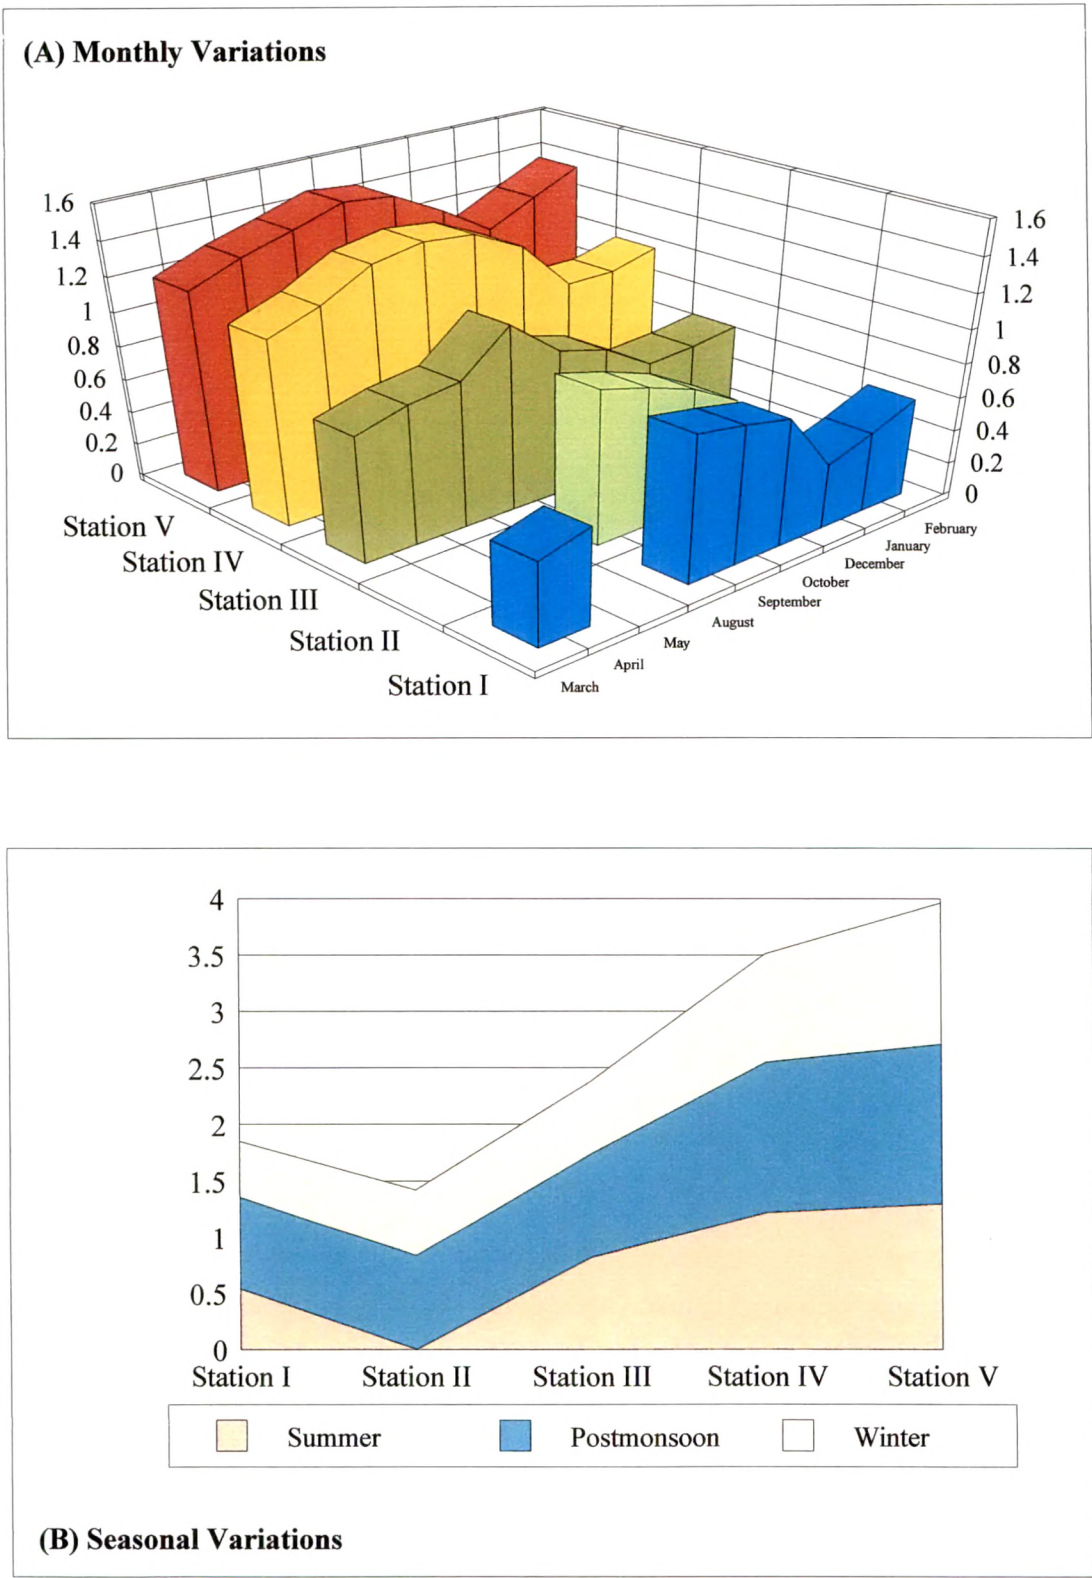 (A) Monthly Variations
1.6
1.4
1.2
1
0.8
0.6
0.4
0.2
0
1.6
1.4
1.2
1
0.8
0.6
0.4
0.2
0
Station V
Station IV
Station III
Station II
Station I
March
April
May
August
September
October
December
January
February
4
3.5
3
2.5
2
1.5
1
0.5
0
Station I Station II Station III Station IV Station V
Summer Postmonsoon Winter
(B) Seasonal Variations